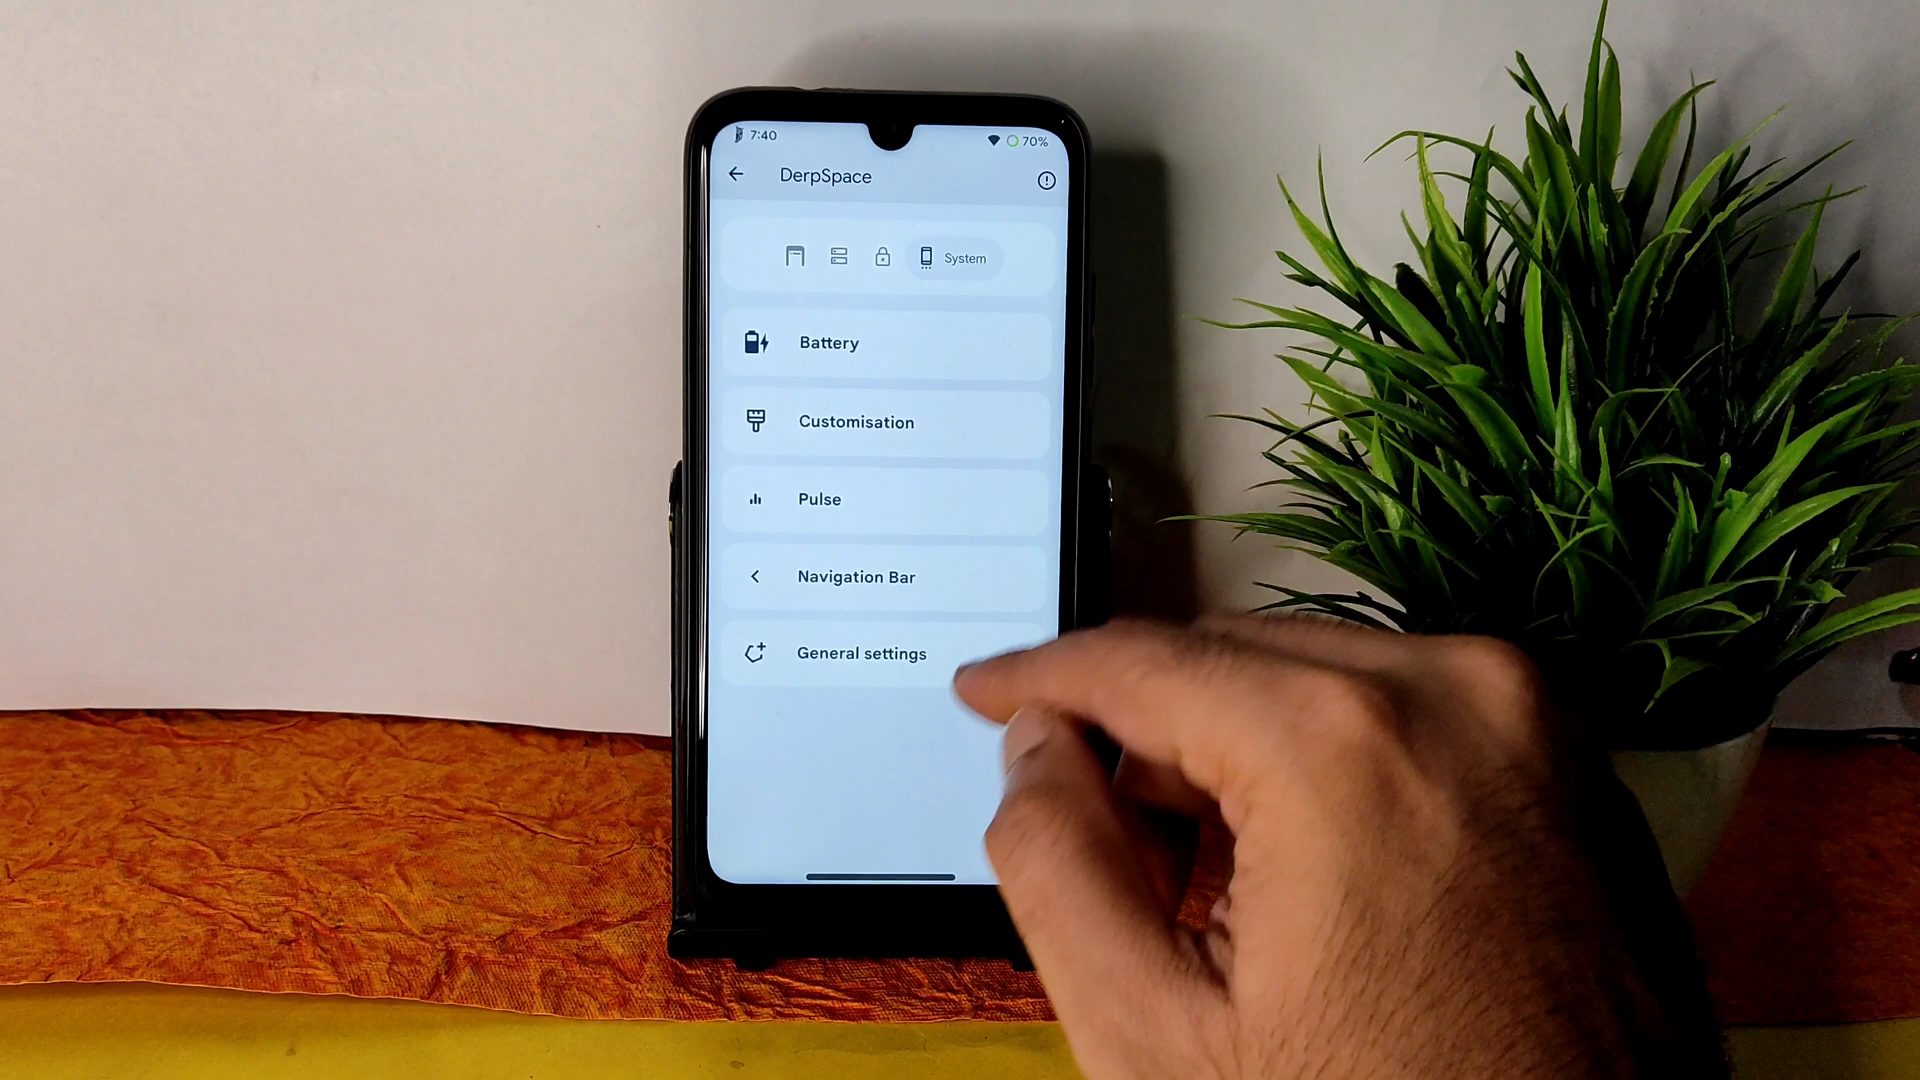 7:40
70%
DerpSpace
System
Battery
Customisation
Pulse
Navigation Bar
General settings